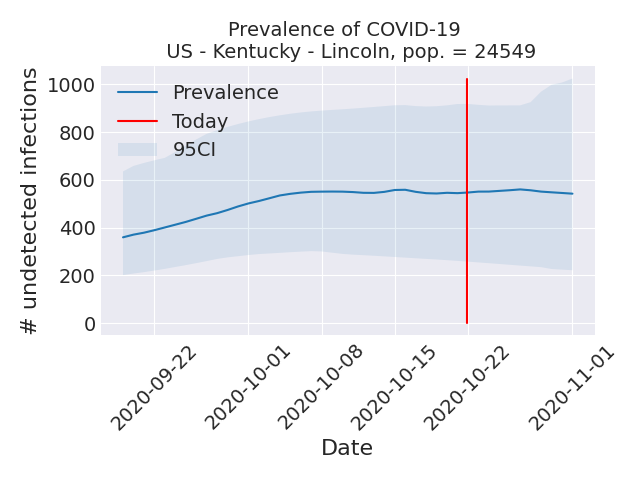 Prevalence of COVID-19
US - Kentucky - Lincoln, pop. = 24549
# undetected infections
1000
800
600
400
200
0
Prevalence
Today
95CI
2020-09-22
2020-10-01
2020-10-08
2020-10-15
2020-10-22
2020-11-01
Date